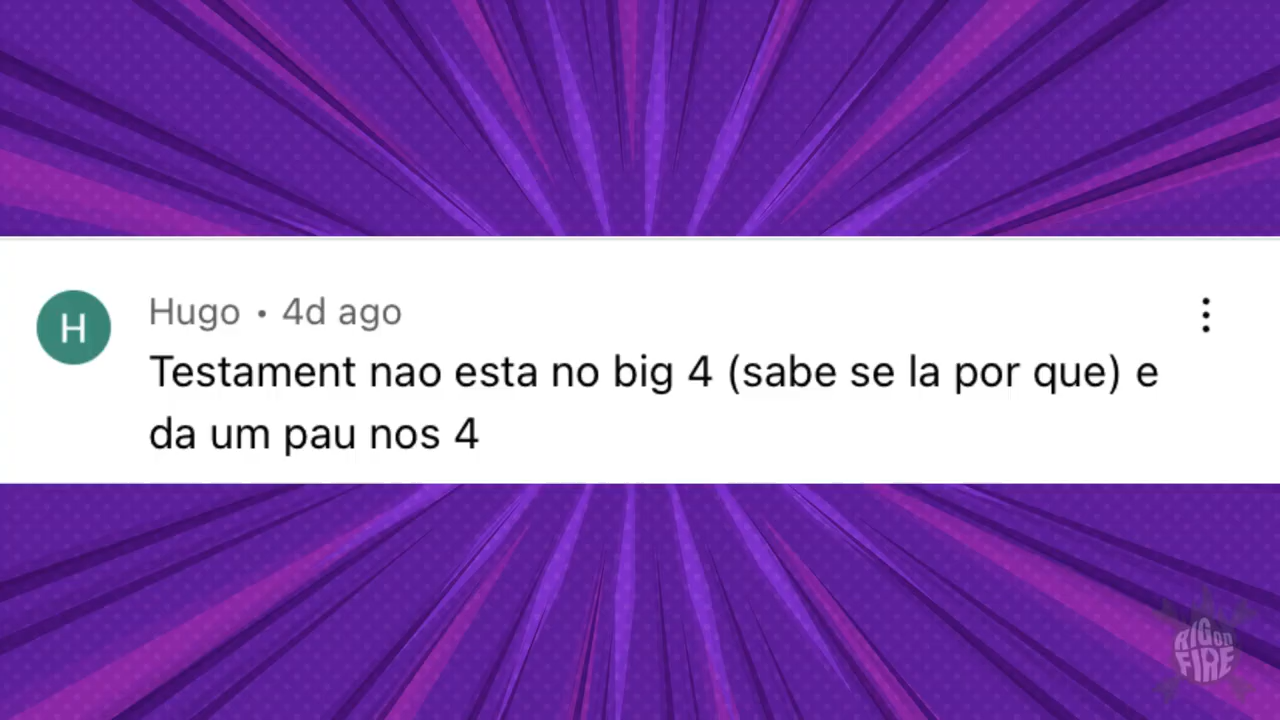 H
Hugo • 4d ago
Testament nao esta no big 4 (sabe se la por que) e
da um pau nos 4
RIG on
FIRE